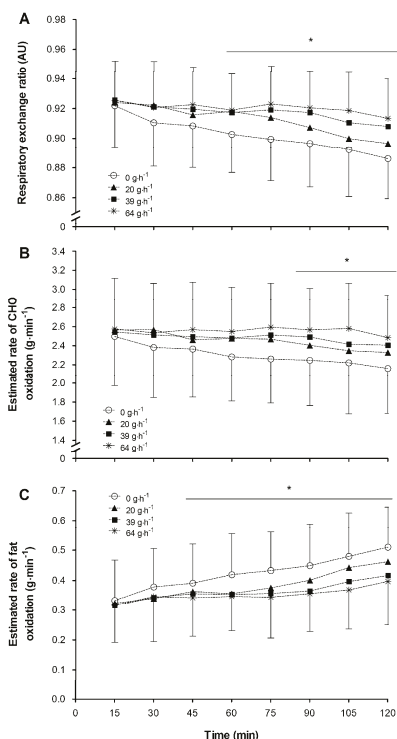 A
0.98
*
0.96
0.94
0.92
0.90
0.88
0.86
0
Respiratory exchange ratio (AU)
0 g·h⁻¹
20 g·h⁻¹
39 g·h⁻¹
64 g·h⁻¹
B
3.4
*
3.2
3.0
2.8
2.6
2.4
2.2
2.0
1.8
1.6
1.4
0
Estimated rate of CHO
oxidation (g·min⁻¹)
0 g·h⁻¹
20 g·h⁻¹
39 g·h⁻¹
64 g·h⁻¹
C
0.7
*
0.6
0.5
0.4
0.3
0.2
0.1
0.0
Estimated rate of fat
oxidation (g·min⁻¹)
0 g·h⁻¹
20 g·h⁻¹
39 g·h⁻¹
64 g·h⁻¹
0 15 30 45 60 75 90 105 120
Time (min)